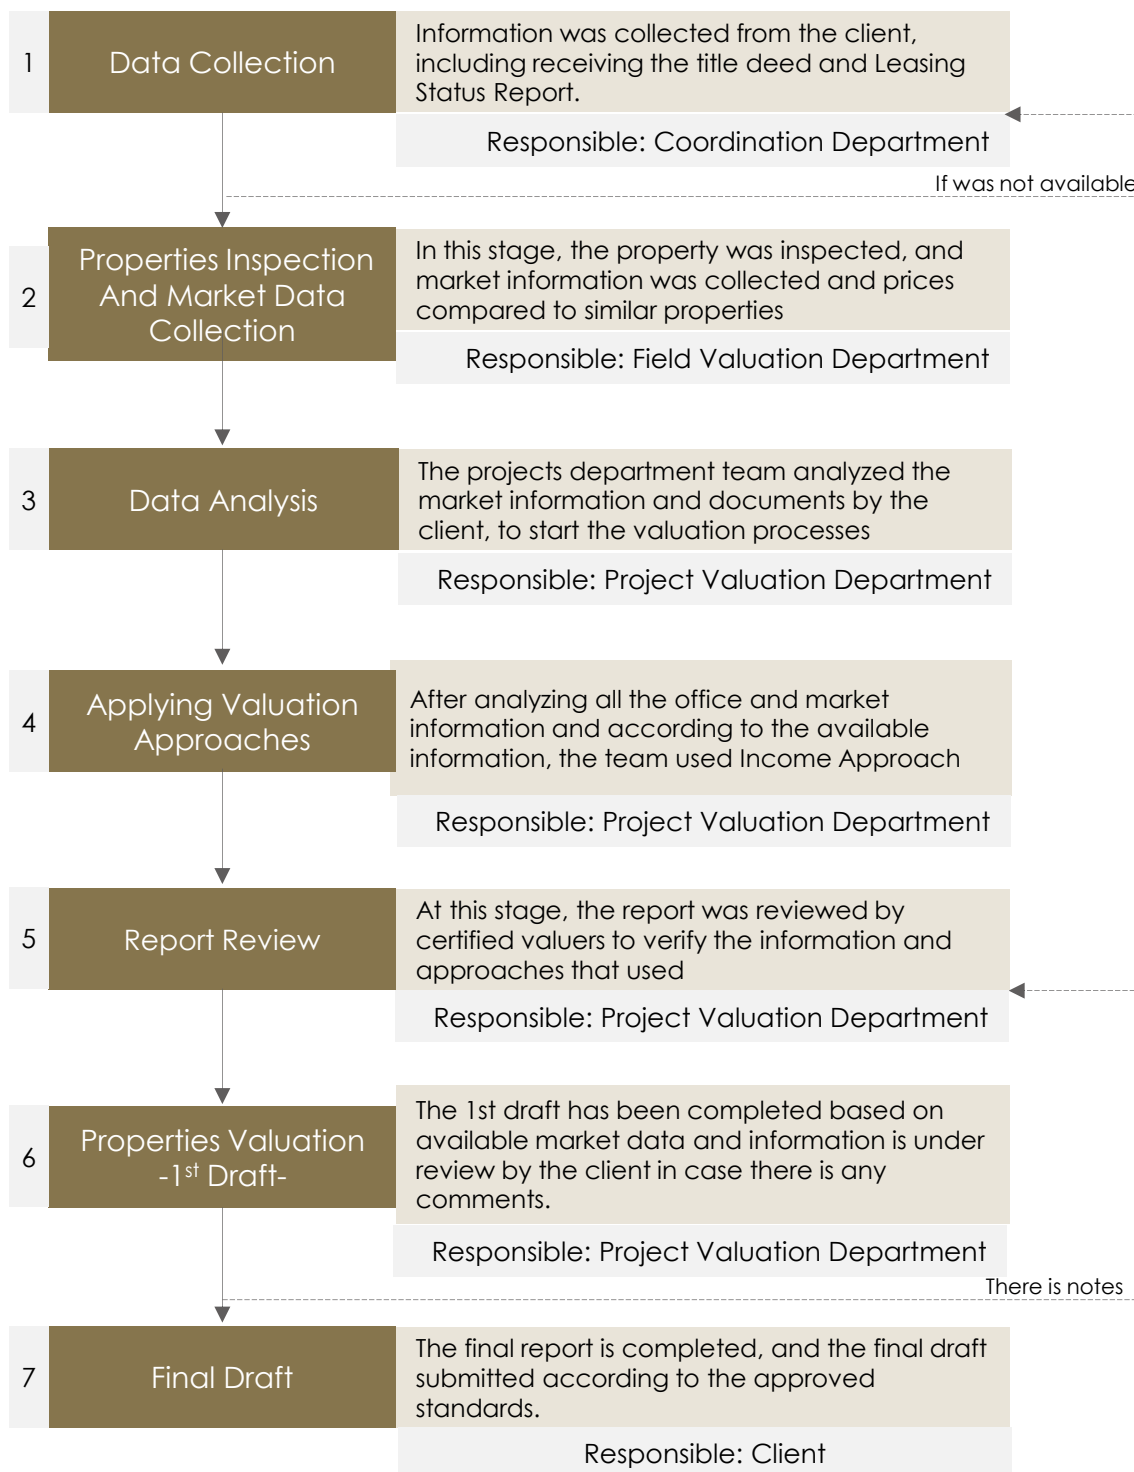 1
Data Collection
Information was collected from the client,
including receiving the title deed and Leasing
Status Report.
Responsible: Coordination Department
If was not available
2
Properties Inspection
And Market Data
Collection
In this stage, the property was inspected, and
market information was collected and prices
compared to similar properties
Responsible: Field Valuation Department
3
Data Analysis
The projects department team analyzed the
market information and documents by the
client, to start the valuation processes
Responsible: Project Valuation Department
4
Applying Valuation
Approaches
After analyzing all the office and market
information and according to the available
information, the team used Income Approach
Responsible: Project Valuation Department
5
Report Review
At this stage, the report was reviewed by
certified valuers to verify the information and
approaches that used
Responsible: Project Valuation Department
6
Properties Valuation
-1st Draft-
The 1st draft has been completed based on
available market data and information is under
review by the client in case there is any
comments.
Responsible: Project Valuation Department
There is notes
7
Final Draft
The final report is completed, and the final draft
submitted according to the approved
standards.
Responsible: Client